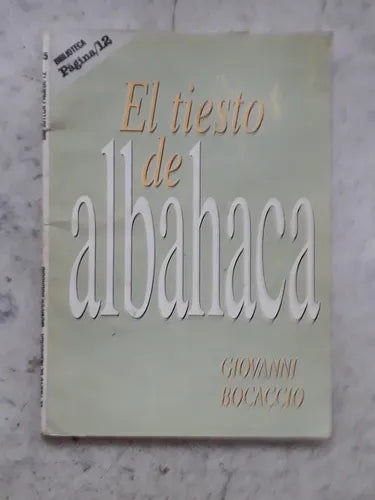 BIBLIOTECA
Página/12
El tiesto
de
albahaca
GIOVANNI
BOCACCIO